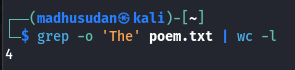 ┌──(madhusudan㉿kali)-[~]
└─$ grep -o 'The' poem.txt | wc -l
4